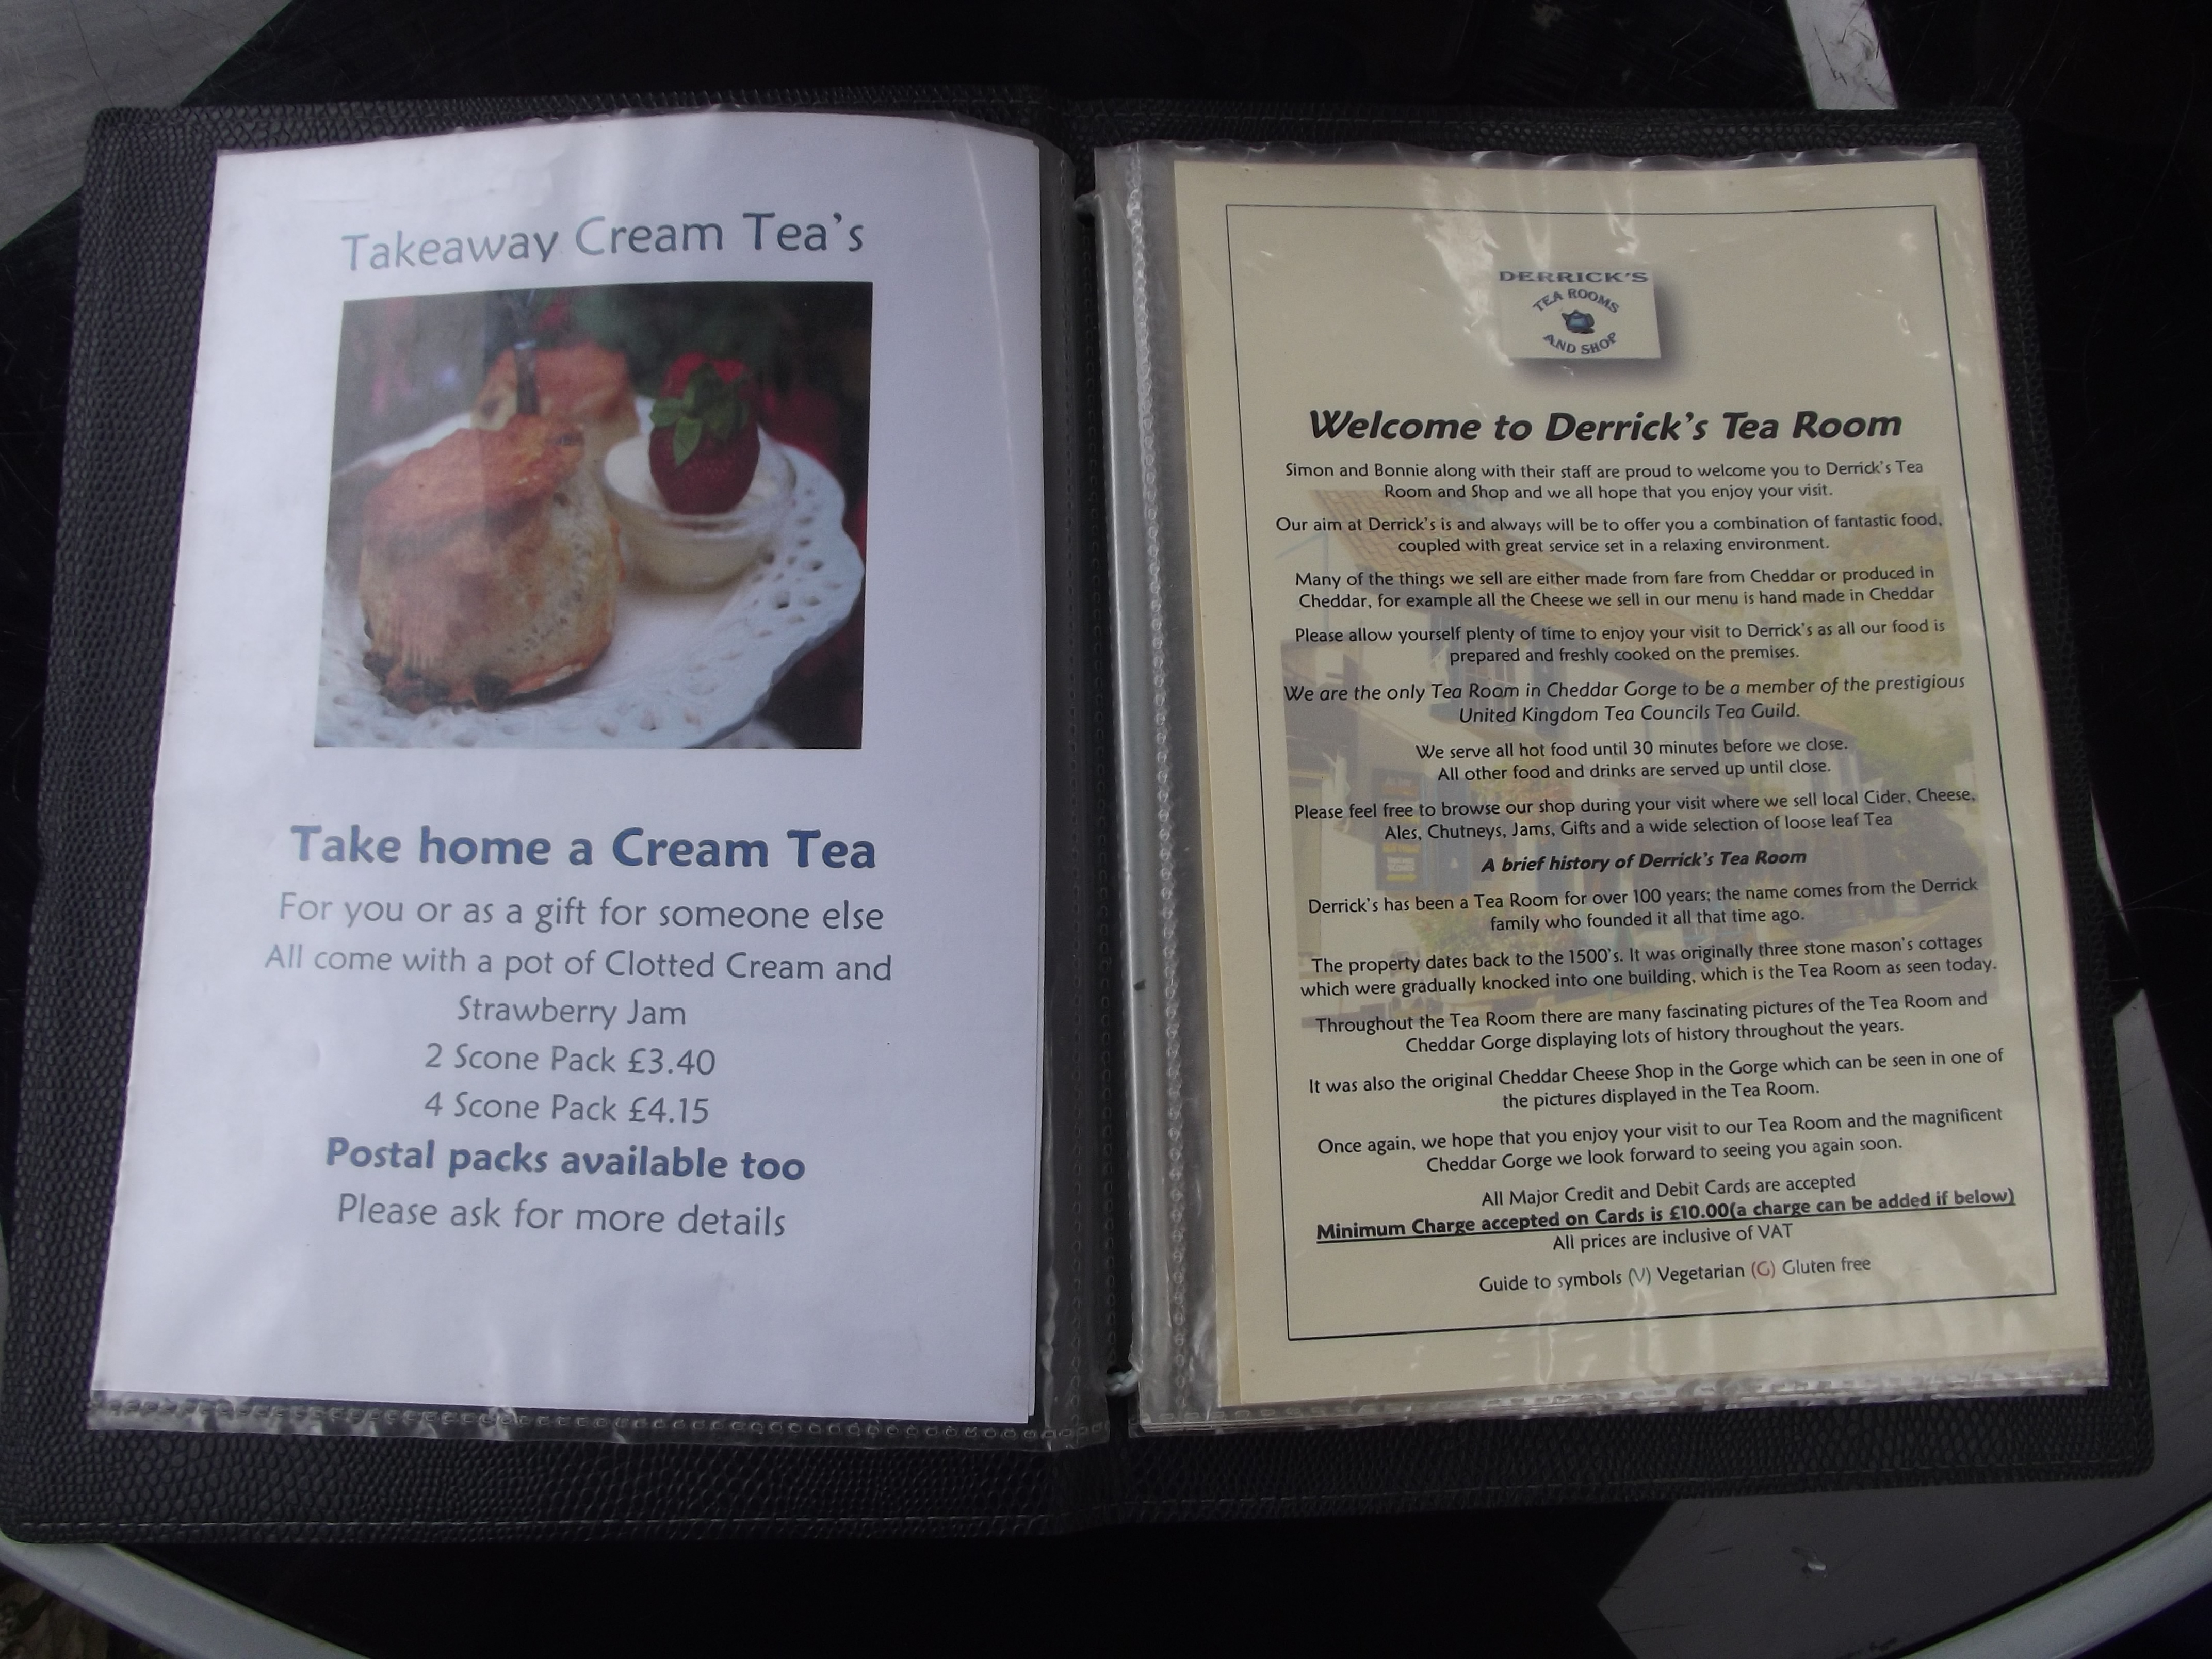 Takeaway Cream Tea's
Take home a Cream Tea
For you or as a gift for someone else
All come with a pot of Clotted Cream and
Strawberry Jam
2 Scone Pack £3.40
4 Scone Pack £4.15
Postal packs available too
Please ask for more details
DERRICK'S
TEA ROOMS
AND SHOP
Welcome to Derrick's Tea Room
Simon and Bonnie along with their staff are proud to welcome you to Derrick's Tea
Room and Shop and we all hope that you enjoy your visit.
Our aim at Derrick's is and always will be to offer you a combination of fantastic food,
coupled with great service set in a relaxing environment.
Many of the things we sell are either made from fare from Cheddar or produced in
Cheddar, for example all the Cheese we sell in our menu is hand made in Cheddar
Please allow yourself plenty of time to enjoy your visit to Derrick's as all our food is
prepared and freshly cooked on the premises.
We are the only Tea Room in Cheddar Gorge to be a member of the prestigious
United Kingdom Tea Councils Tea Guild.
We serve all hot food until 30 minutes before we close.
All other food and drinks are served up until close.
Please feel free to browse our shop during your visit where we sell local Cider, Cheese,
Ales, Chutneys, Jams, Gifts and a wide selection of loose leaf Tea
A brief history of Derrick's Tea Room
Derrick's has been a Tea Room for over 100 years; the name comes from the Derrick
family who founded it all that time ago.
The property dates back to the 1500's. It was originally three stone mason's cottages
which were gradually knocked into one building, which is the Tea Room as seen today.
Throughout the Tea Room there are many fascinating pictures of the Tea Room and
Cheddar Gorge displaying lots of history throughout the years.
It was also the original Cheddar Cheese Shop in the Gorge which can be seen in one of
the pictures displayed in the Tea Room.
Once again, we hope that you enjoy your visit to our Tea Room and the magnificent
Cheddar Gorge we look forward to seeing you again soon.
All Major Credit and Debit Cards are accepted
Minimum Charge accepted on Cards is £10.00(a charge can be added if below)
All prices are inclusive of VAT
Guide to symbols (V) Vegetarian (G) Gluten free